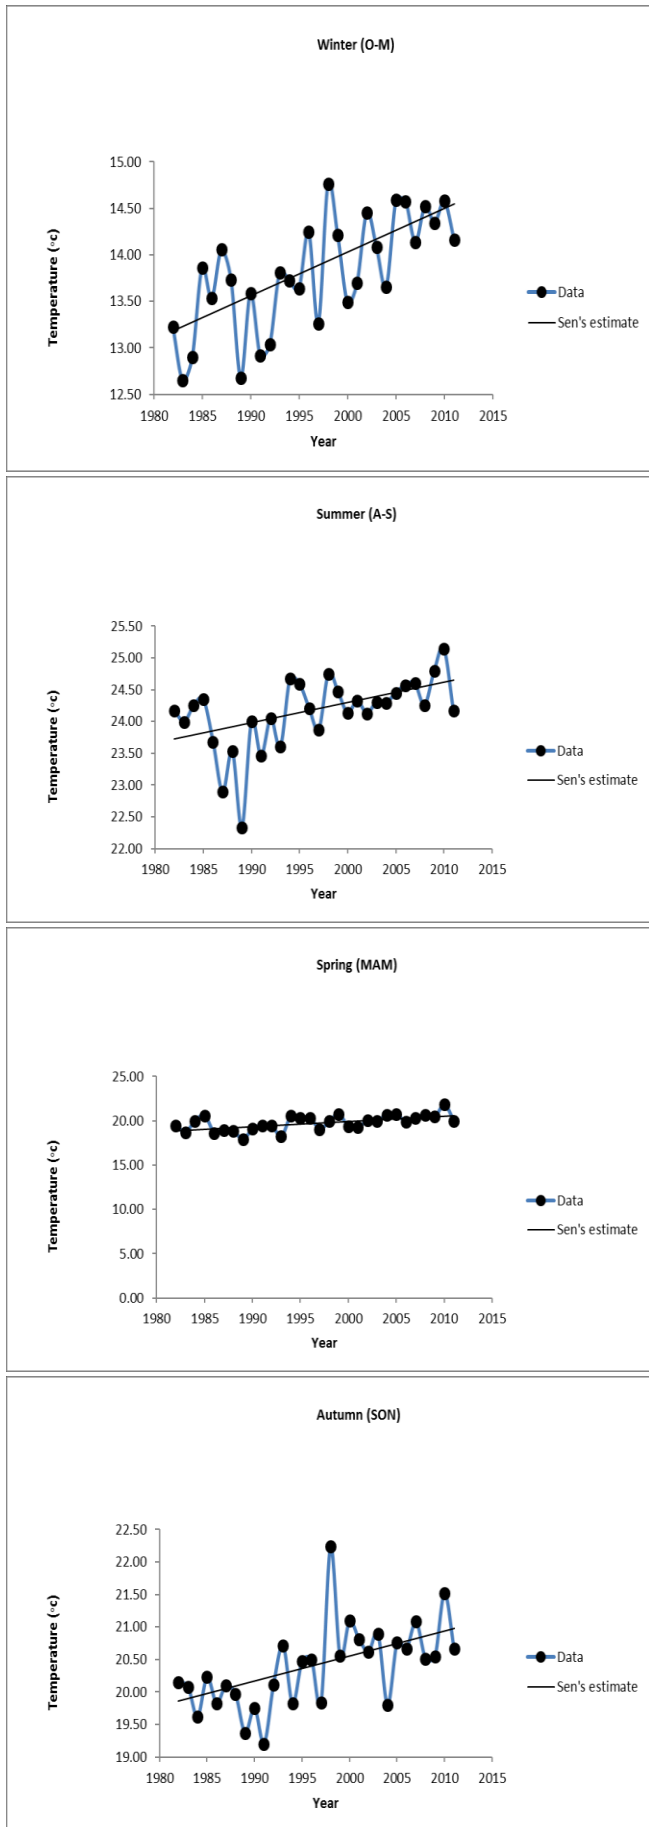 Winter (O-M)
15.00
14.50
14.00
13.50
13.00
12.50
Temperature (◦c)
1980 1985 1990 1995 2000 2005 2010 2015
Year
Data
Sen's estimate
Summer (A-S)
25.50
25.00
24.50
24.00
23.50
23.00
22.50
22.00
Temperature (◦c)
1980 1985 1990 1995 2000 2005 2010 2015
Year
Data
Sen's estimate
Spring (MAM)
25.00
20.00
15.00
10.00
5.00
0.00
Temperature (◦c)
1980 1985 1990 1995 2000 2005 2010 2015
Year
Data
Sen's estimate
Autumn (SON)
22.50
22.00
21.50
21.00
20.50
20.00
19.50
19.00
Temperature (◦c)
1980 1985 1990 1995 2000 2005 2010 2015
Year
Data
Sen's estimate